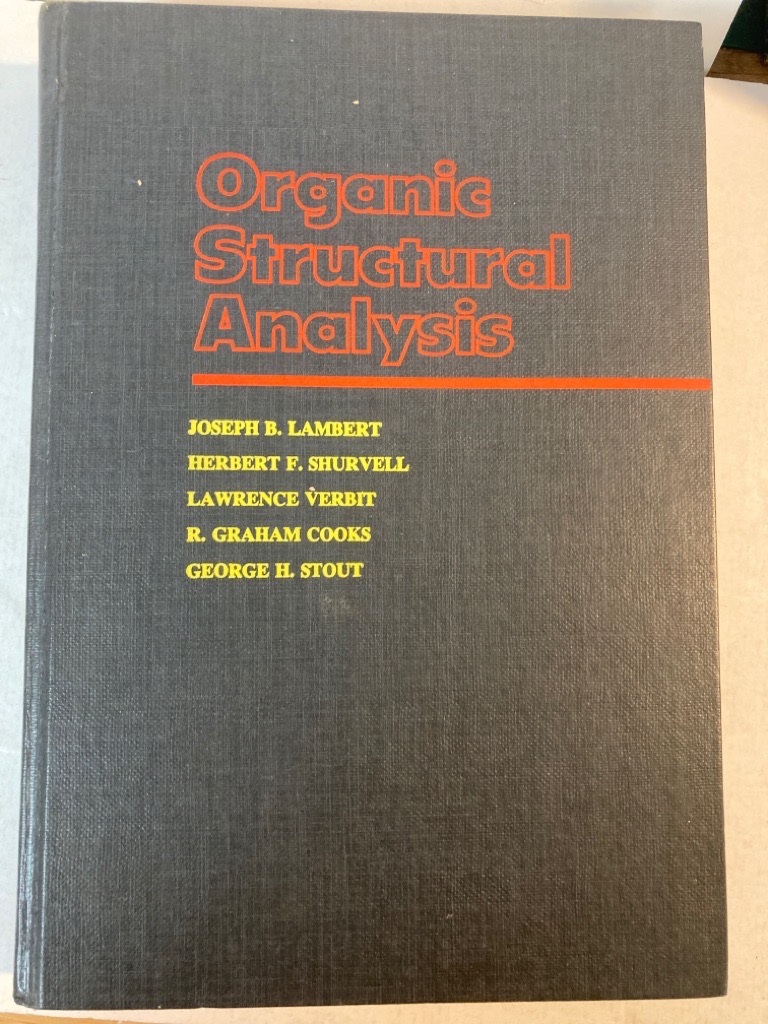 Organic
Structural
Analysis
JOSEPH B. LAMBERT
HERBERT F. SHURVELL
LAWRENCE VERBIT
R. GRAHAM COOKS
GEORGE H. STOUT